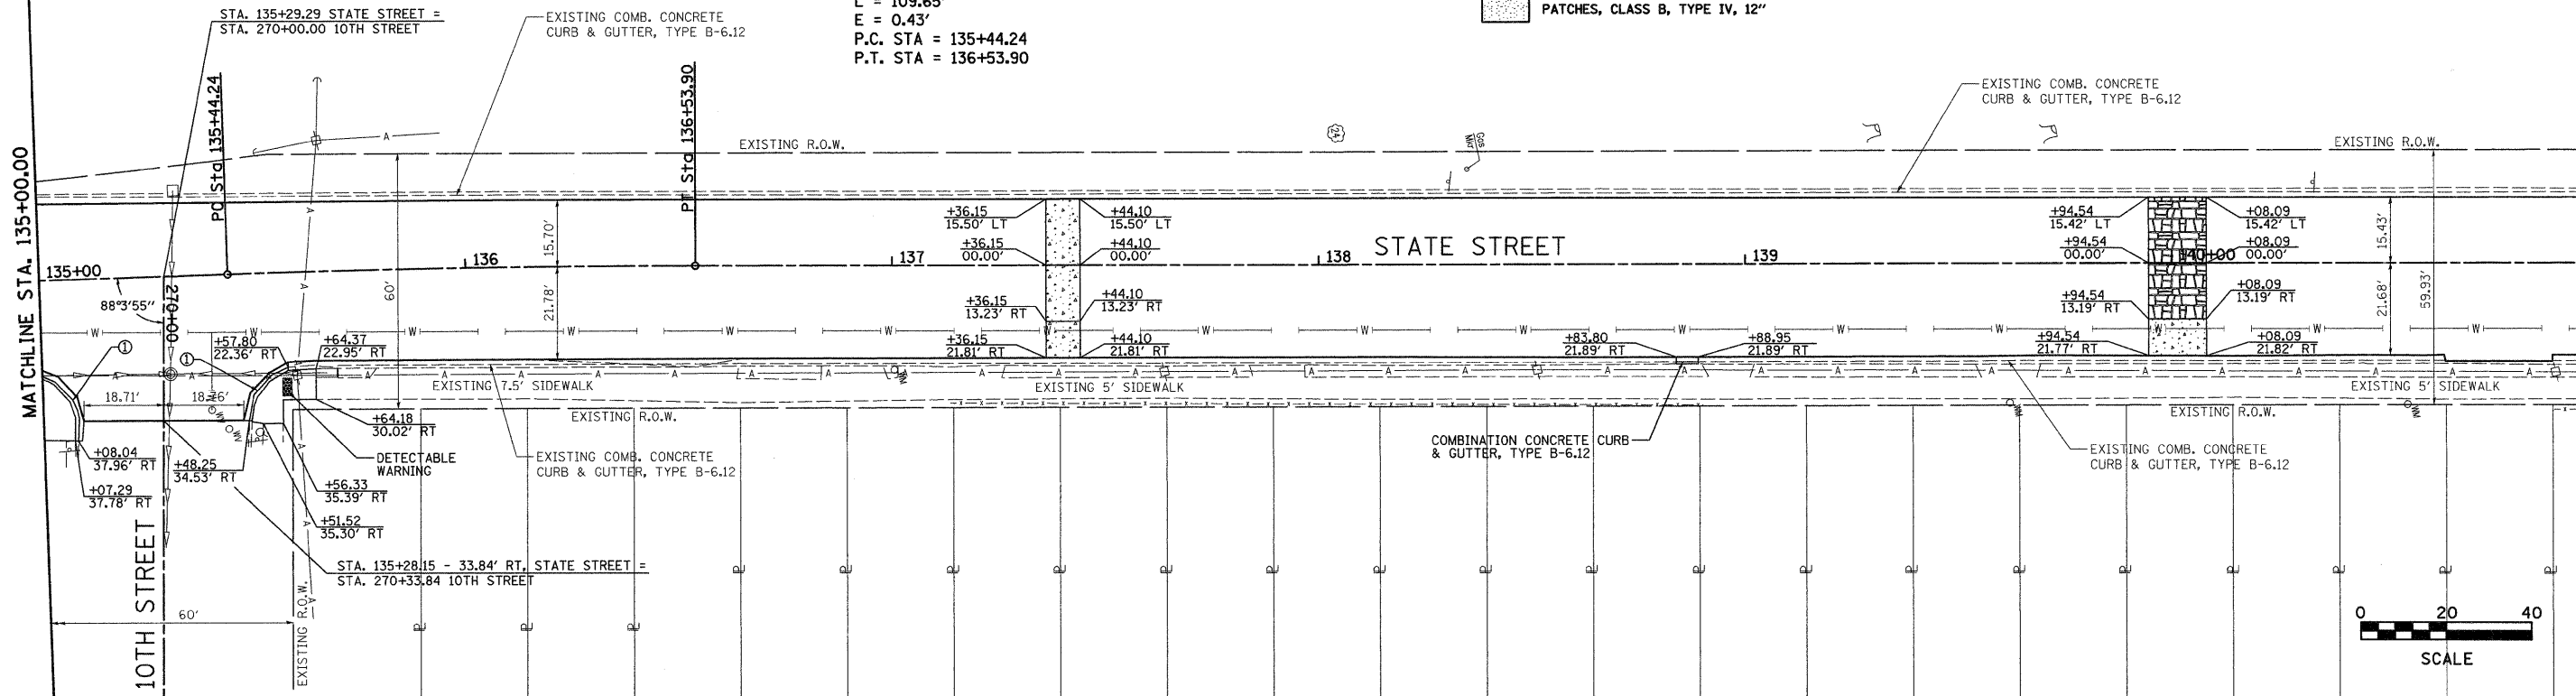 STA. 135+29.29 STATE STREET =
STA. 270+00.00 10TH STREET
EXISTING COMB. CONCRETE
CURB & GUTTER, TYPE B-6.12
L = 109.65'
E = 0.43'
P.C. STA = 135+44.24
P.T. STA = 136+53.90
PATCHES, CLASS B, TYPE IV, 12"
EXISTING COMB. CONCRETE
CURB & GUTTER, TYPE B-6.12
MATCHLINE STA. 135+00.00
PC Sta 135+44.24
PT Sta 136+53.90
A
EXISTING R.O.W.
24
Gas
Mkr
EXISTING R.O.W.
60'
15.70'
21.78'
+36.15
15.50' LT
+44.10
15.50' LT
+36.15
00.00'
+44.10
00.00'
+36.15
13.23' RT
+44.10
13.23' RT
+36.15
21.81' RT
+44.10
21.81' RT
STATE STREET
135+00
136
137
138
139
140+00
+94.54
15.42' LT
+08.09
15.42' LT
+94.54
00.00'
+08.09
00.00'
+94.54
13.19' RT
+08.09
13.19' RT
+94.54
21.77' RT
+08.09
21.82' RT
15.43'
21.68'
59.93'
88°3'55"
270+00
W W W W W W W W W W W W W W W W
+57.80
22.36' RT
+64.37
22.95' RT
+83.80
21.89' RT
+88.95
21.89' RT
1
1
18.71'
18.76'
EXISTING 7.5' SIDEWALK
EXISTING 5' SIDEWALK
EXISTING 5' SIDEWALK
EXISTING R.O.W.
EXISTING R.O.W.
WM
WM
WM
WM
WM
+64.18
30.02' RT
DETECTABLE
WARNING
EXISTING COMB. CONCRETE
CURB & GUTTER, TYPE B-6.12
COMBINATION CONCRETE CURB
& GUTTER, TYPE B-6.12
EXISTING COMB. CONCRETE
CURB & GUTTER, TYPE B-6.12
+08.04
37.96' RT
+07.29
37.78' RT
+48.25
34.53' RT
+56.33
35.39' RT
+51.52
35.30' RT
STA. 135+28.15 - 33.84' RT, STATE STREET =
STA. 270+33.84 10TH STREET
10TH STREET
60'
EXISTING R.O.W.
0 20 40
SCALE